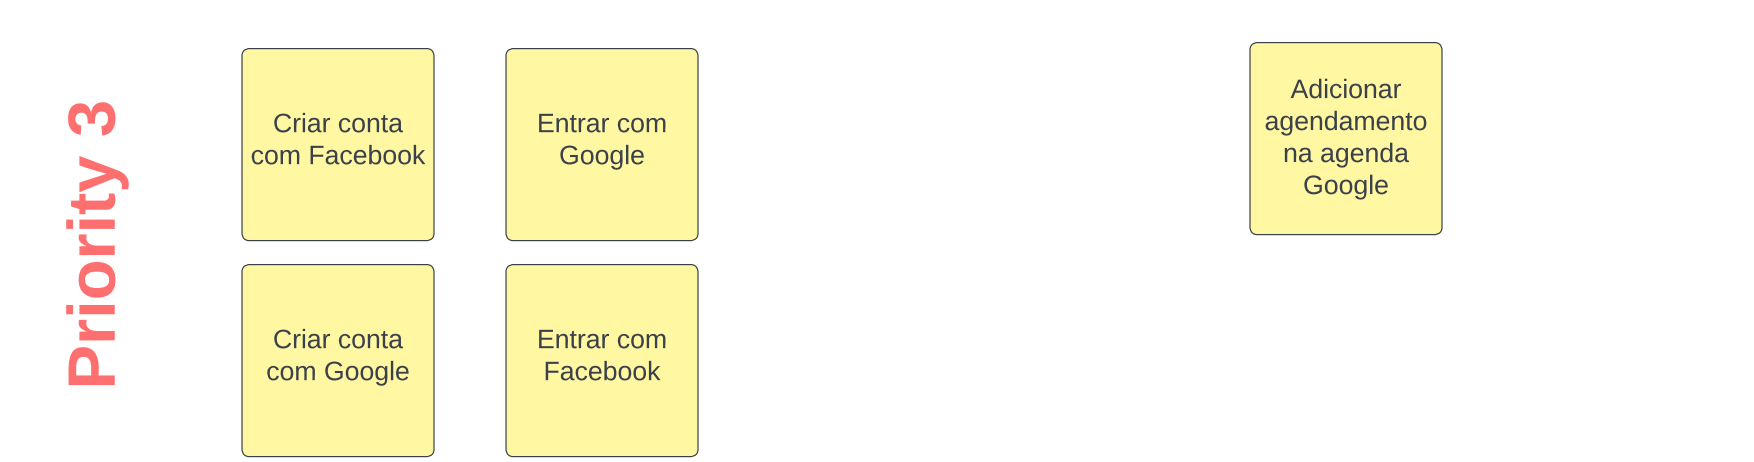 Priority 3
Criar conta
com Facebook
Entrar com
Google
Adicionar
agendamento
na agenda
Google
Criar conta
com Google
Entrar com
Facebook